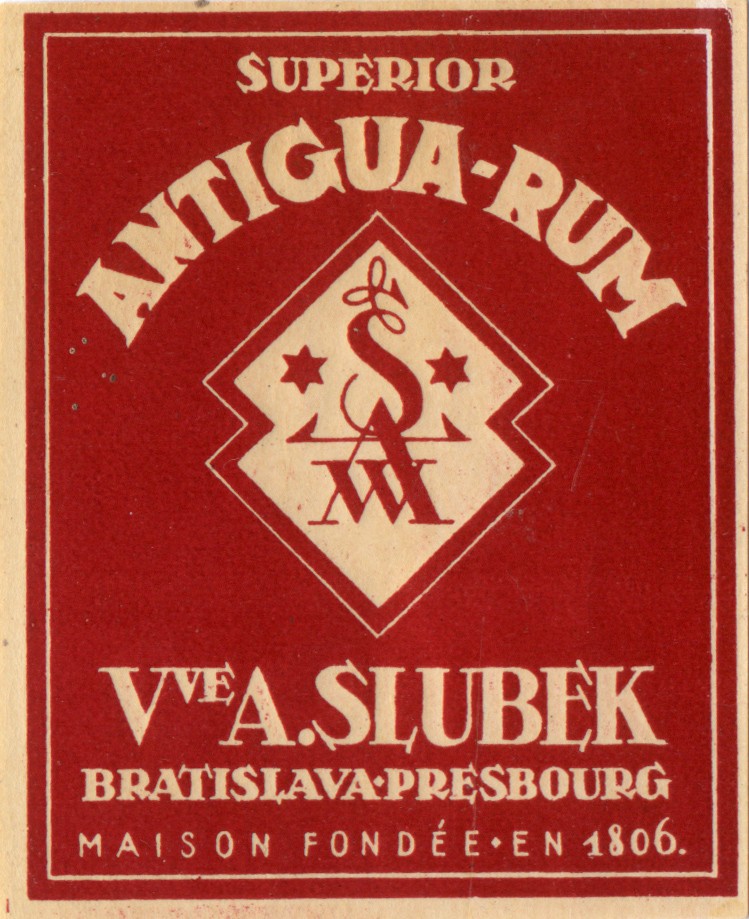 SUPERIOR
ANTIGUA-RUM
VVE A. SLUBEK
BRATISLAVA·PRESBOURG
MAISON FONDÉE·EN 1806.